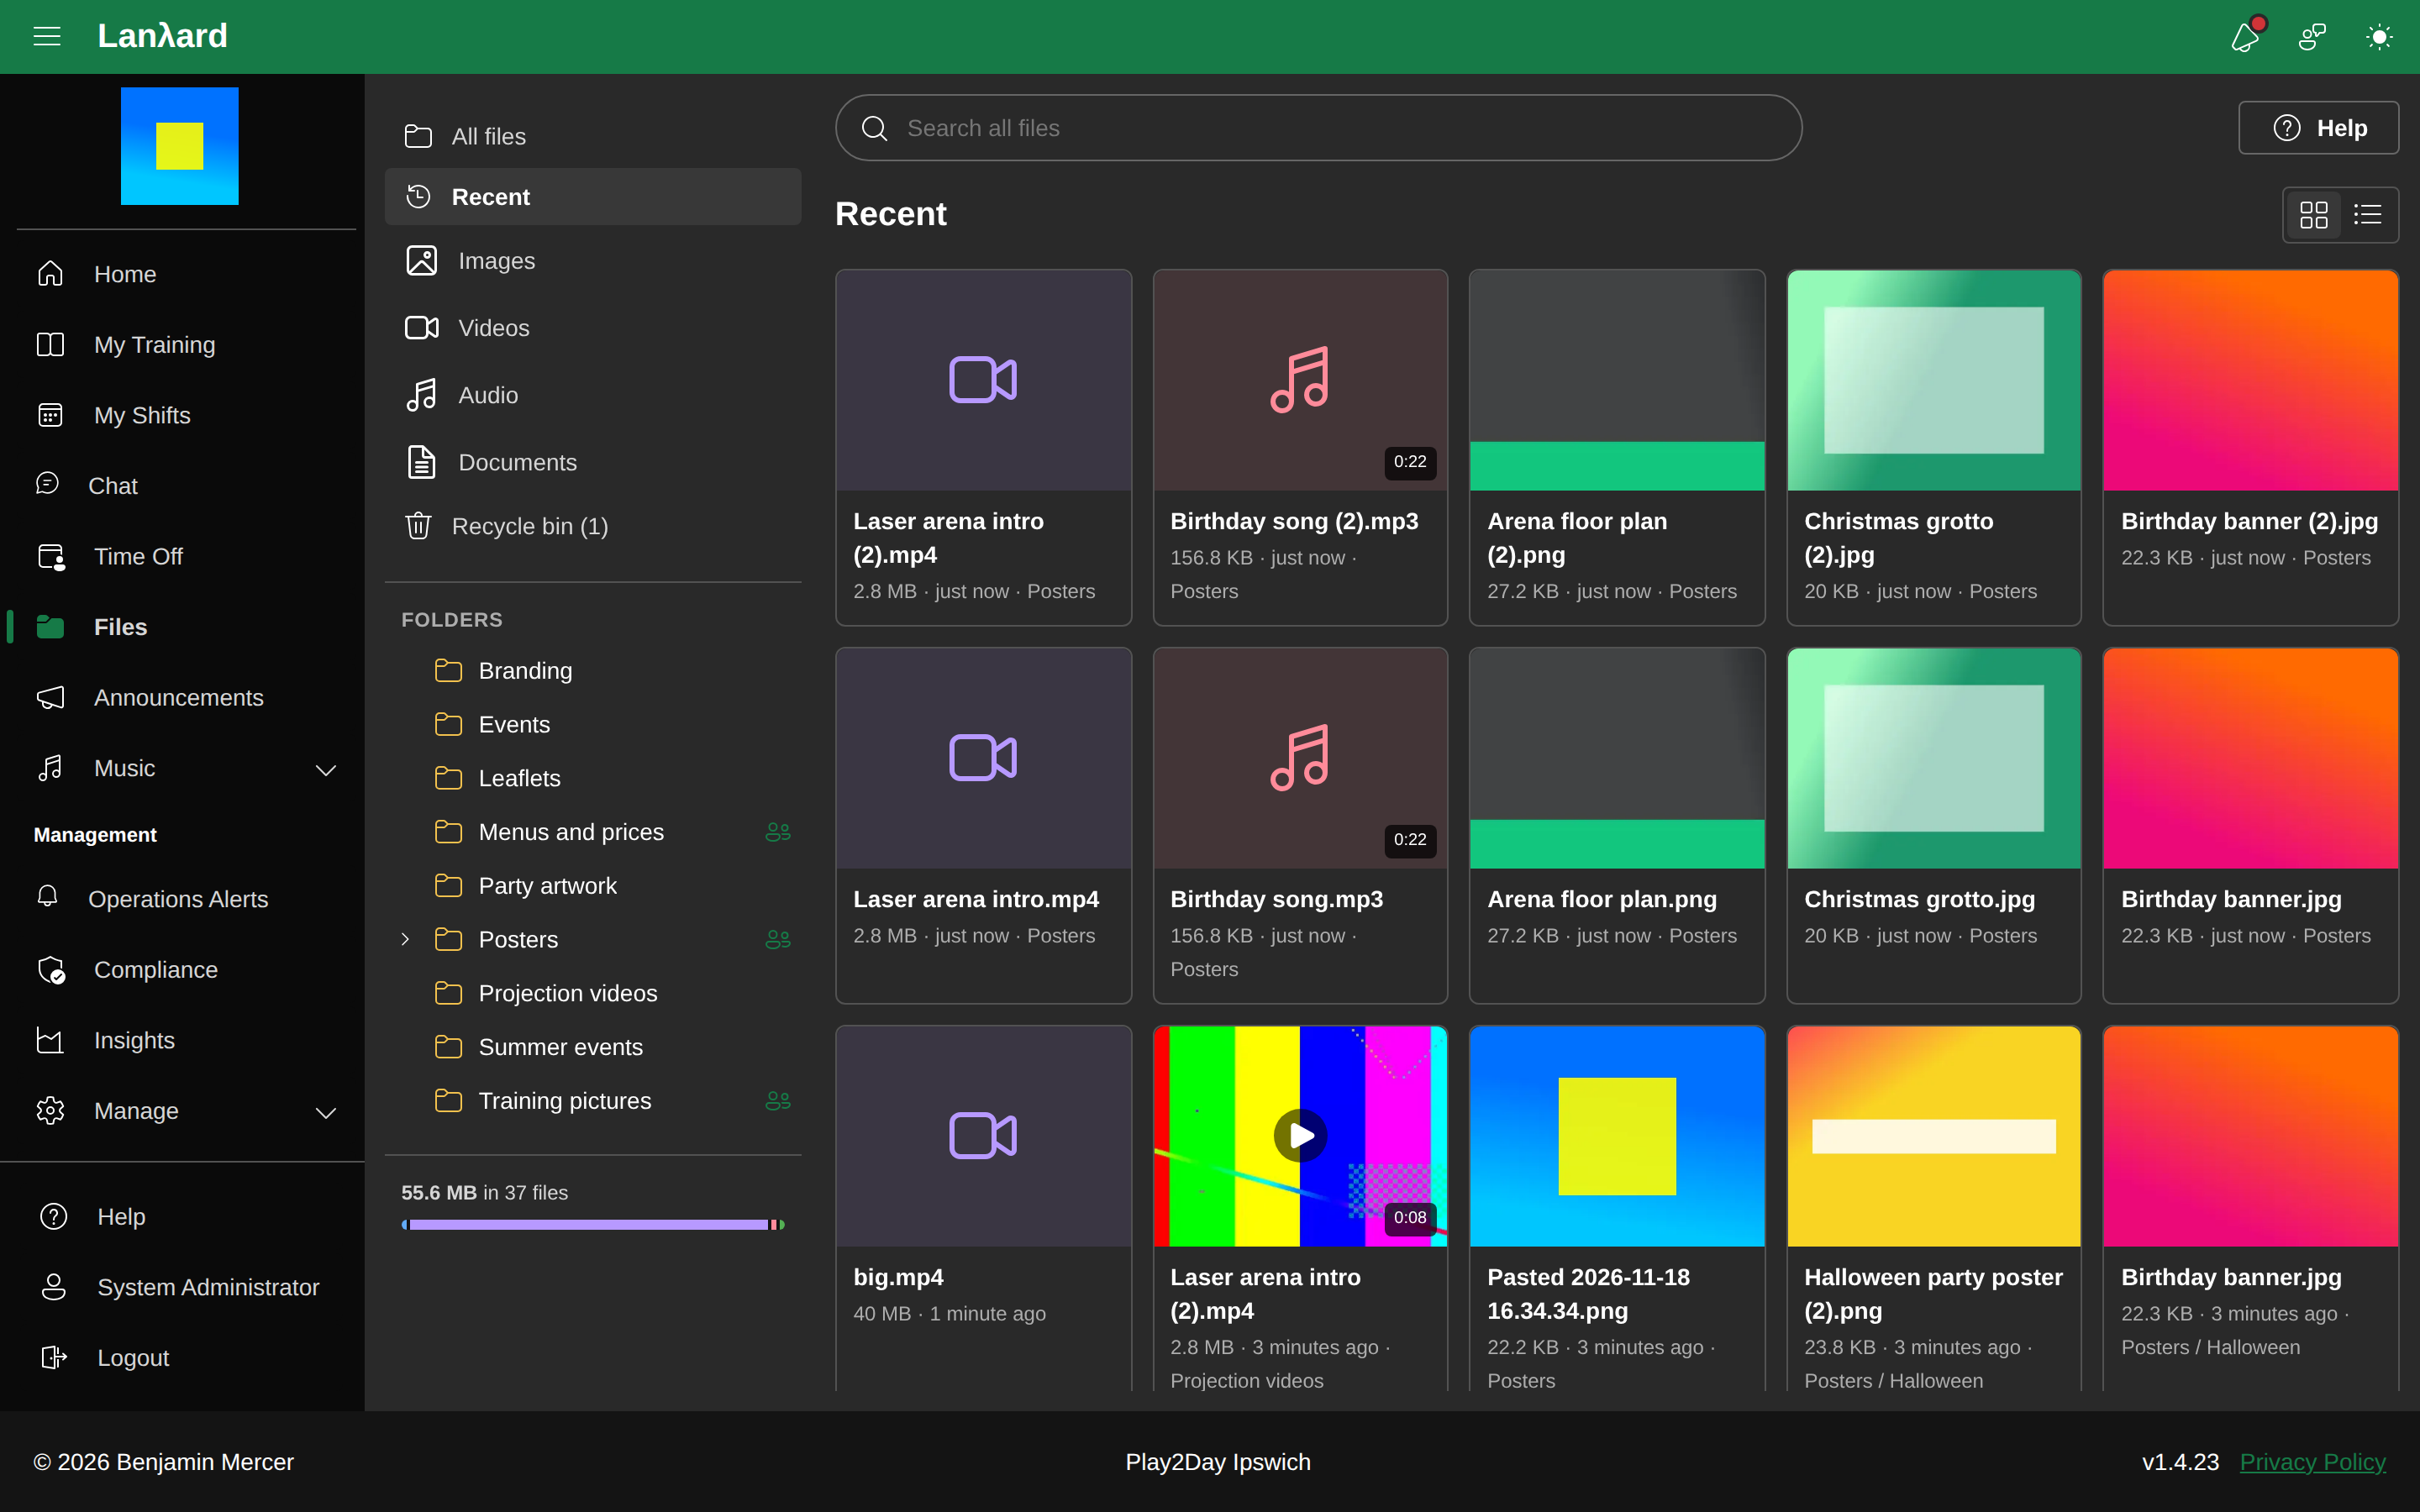 Lanλard
Home
My Training
My Shifts
Chat
Time Off
Files
Announcements
Music
Management
Operations Alerts
Compliance
Insights
Manage
Help
System Administrator
Logout
All files
Recent
Images
Videos
Audio
Documents
Recycle bin (1)
FOLDERS
Branding
Events
Leaflets
Menus and prices
Party artwork
Posters
Projection videos
Summer events
Training pictures
55.6 MB in 37 files
Search all files
Help
Recent
Laser arena intro
(2).mp4
2.8 MB · just now · Posters
0:22
Birthday song (2).mp3
156.8 KB · just now ·
Posters
Arena floor plan
(2).png
27.2 KB · just now · Posters
Christmas grotto
(2).jpg
20 KB · just now · Posters
Birthday banner (2).jpg
22.3 KB · just now · Posters
Laser arena intro.mp4
2.8 MB · just now · Posters
0:22
Birthday song.mp3
156.8 KB · just now ·
Posters
Arena floor plan.png
27.2 KB · just now · Posters
Christmas grotto.jpg
20 KB · just now · Posters
Birthday banner.jpg
22.3 KB · just now · Posters
big.mp4
40 MB · 1 minute ago
0:08
Laser arena intro
(2).mp4
2.8 MB · 3 minutes ago ·
Projection videos
Pasted 2026-11-18
16.34.34.png
22.2 KB · 3 minutes ago ·
Posters
Halloween party poster
(2).png
23.8 KB · 3 minutes ago ·
Posters / Halloween
Birthday banner.jpg
22.3 KB · 3 minutes ago ·
Posters / Halloween
© 2026 Benjamin Mercer
Play2Day Ipswich
v1.4.23 Privacy Policy